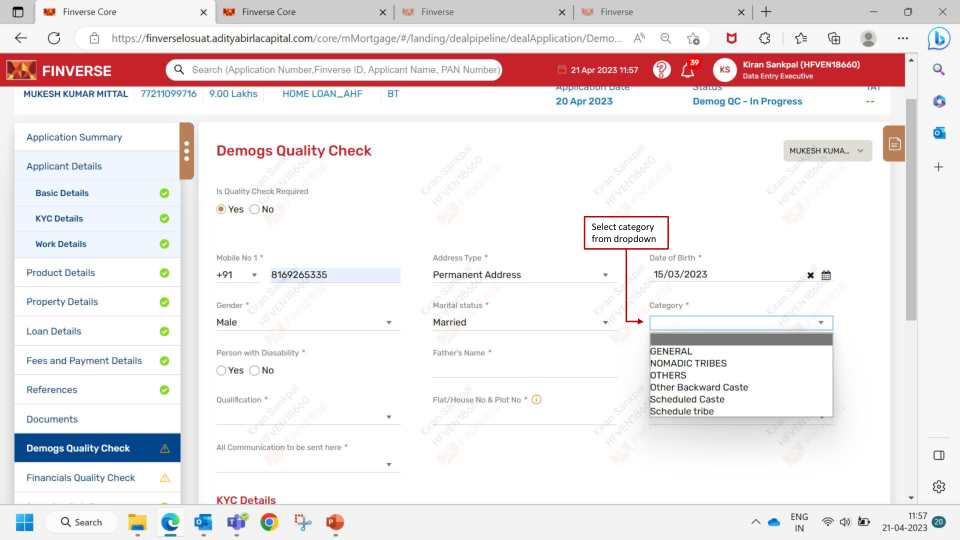 Finverse Core
Finverse Core
Finverse
Finverse
https://finverselosuat.adityabirlacapital.com/core/mMortgage/#/landing/dealpipeline/dealApplication/Demo...
FINVERSE
Search (Application Number,Finverse ID, Applicant Name, PAN Number)
21 Apr 2023 11:57
39
KS
Kiran Sankpal (HFVEN18660)
Data Entry Executive
Application Date
Status
TAT
MUKESH KUMAR MITTAL
77211099716
9.00 Lakhs
HOME LOAN_AHF
BT
20 Apr 2023
Demog QC - In Progress
--
Application Summary
Applicant Details
Basic Details
KYC Details
Work Details
Product Details
Property Details
Loan Details
Fees and Payment Details
References
Documents
Demogs Quality Check
Financials Quality Check
Demogs Quality Check
MUKESH KUMA...
Is Quality Check Required
Yes No
Select category
from dropdown
Mobile No 1 *
+91 8169265335
Address Type *
Permanent Address
Date of Birth *
15/03/2023
Gender *
Male
Marital status *
Married
Category *
GENERAL
NOMADIC TRIBES
OTHERS
Other Backward Caste
Scheduled Caste
Schedule tribe
Person with Diasability *
Yes No
Father's Name *
Qualification *
Flat/House No & Plot No *
All Communication to be sent here *
KYC Details
Kiran Sankpal
HFVEN18660
FINVERSE
Search
ENG
IN
11:57
21-04-2023
20